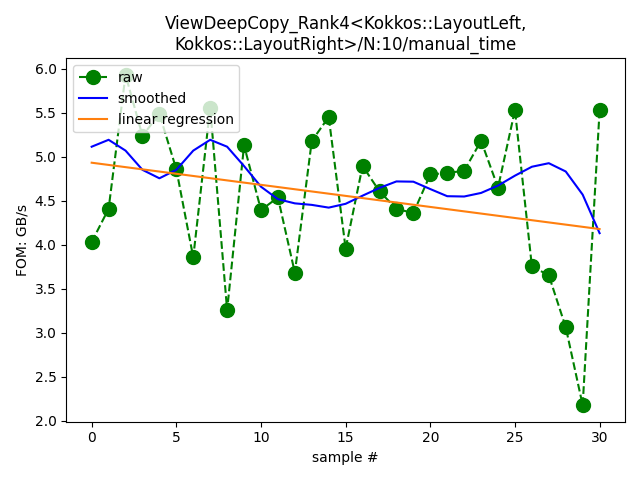 ViewDeepCopy_Rank4<Kokkos::LayoutLeft,
Kokkos::LayoutRight>/N:10/manual_time
raw
smoothed
linear regression
FOM: GB/s
6.0
5.5
5.0
4.5
4.0
3.5
3.0
2.5
2.0
0
5
10
15
20
25
30
sample #